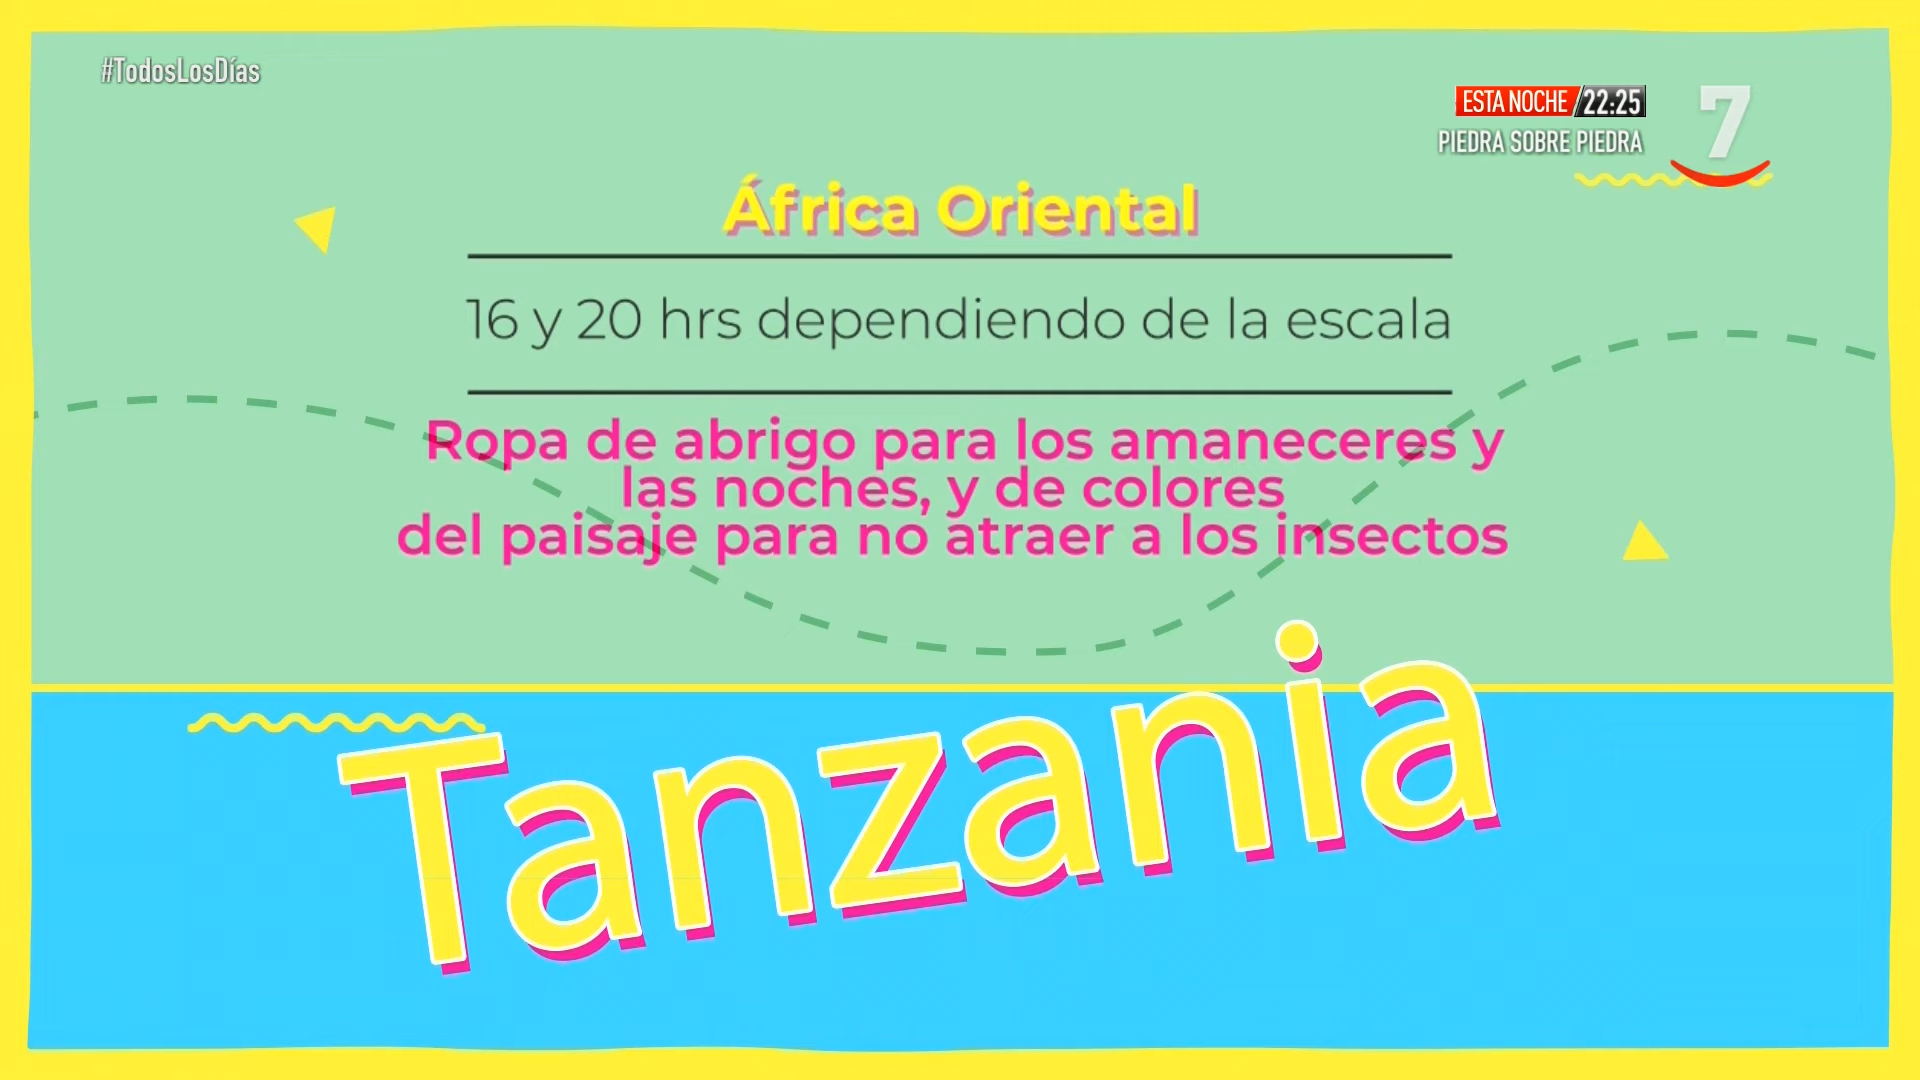 #TodosLosDías
ESTA NOCHE 22:25
PIEDRA SOBRE PIEDRA
7
África Oriental
16 y 20 hrs dependiendo de la escala
Ropa de abrigo para los amaneceres y
las noches, y de colores
del paisaje para no atraer a los insectos
Tanzania